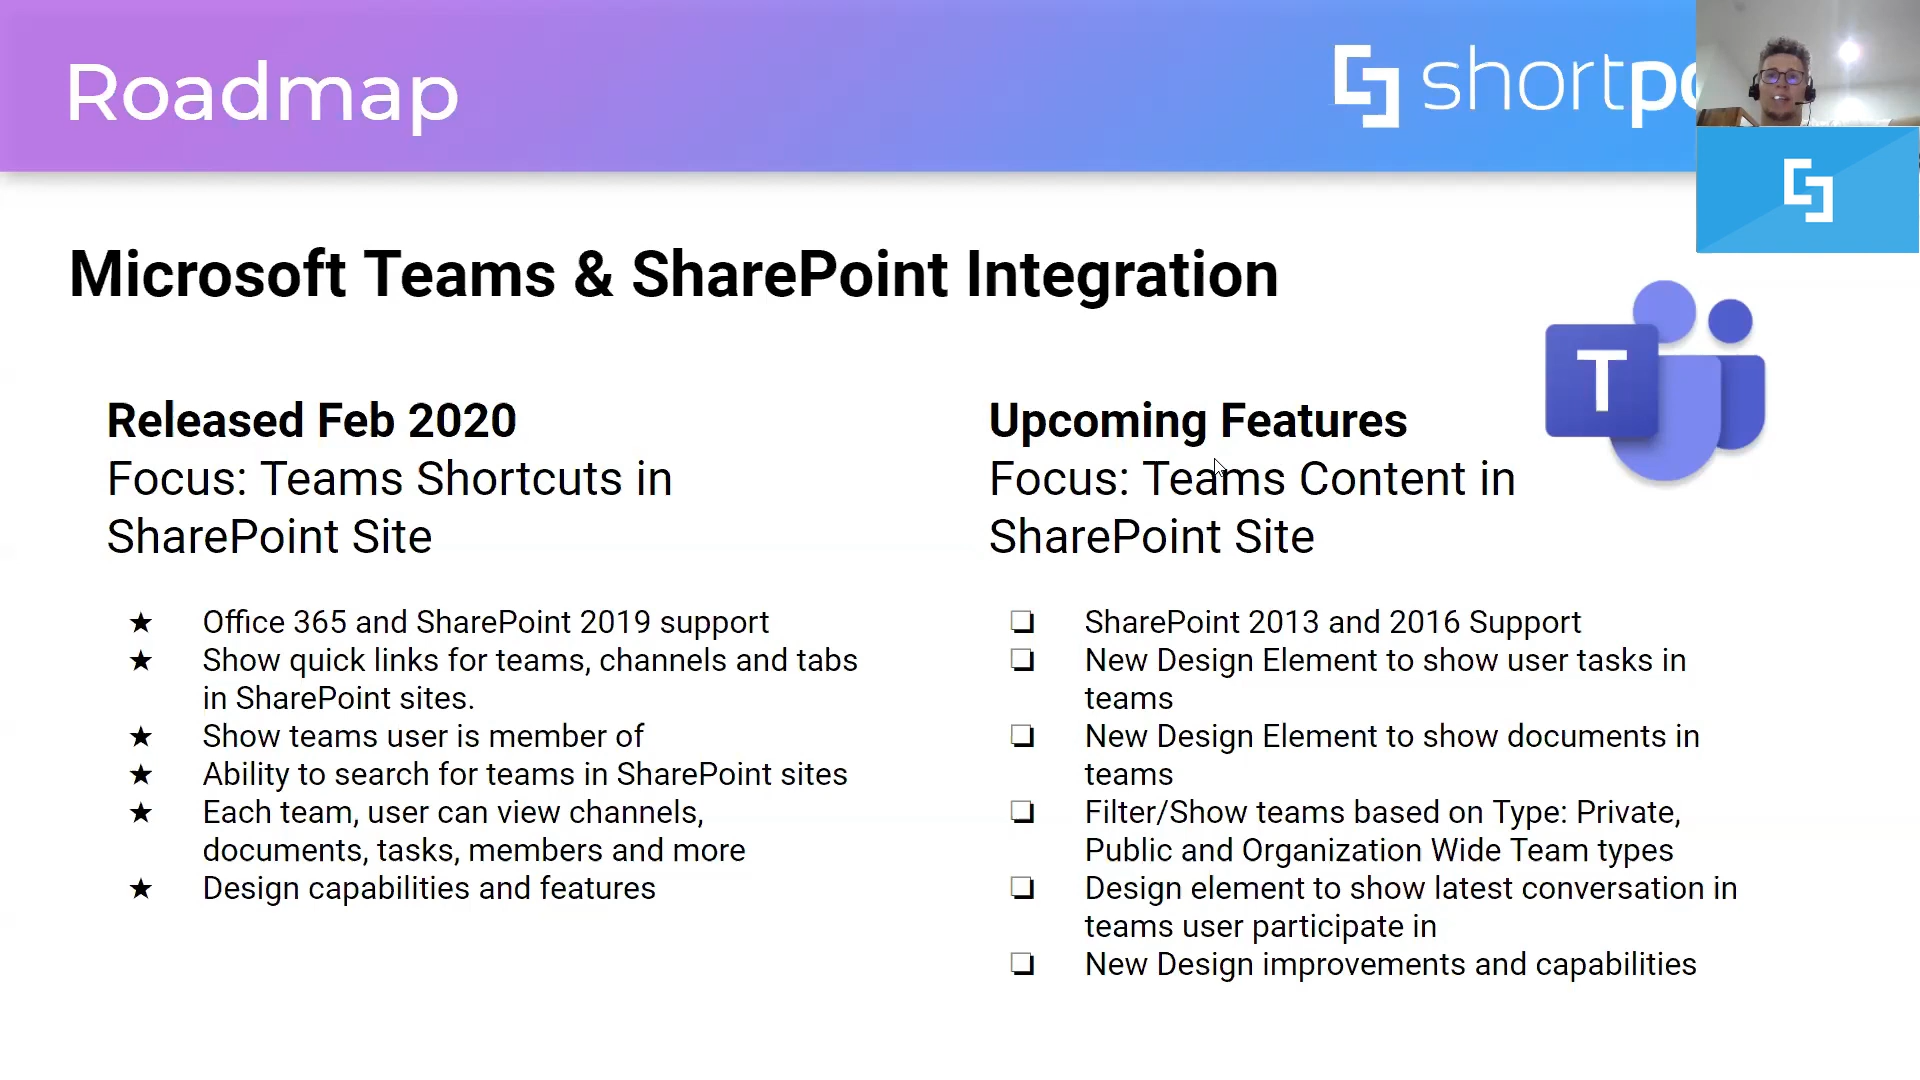 Roadmap
shortpo
Microsoft Teams & SharePoint Integration
T
Released Feb 2020
Focus: Teams Shortcuts in
SharePoint Site
★ Office 365 and SharePoint 2019 support
★ Show quick links for teams, channels and tabs
in SharePoint sites.
★ Show teams user is member of
★ Ability to search for teams in SharePoint sites
★ Each team, user can view channels,
documents, tasks, members and more
★ Design capabilities and features
Upcoming Features
Focus: Teams Content in
SharePoint Site
❏ SharePoint 2013 and 2016 Support
❏ New Design Element to show user tasks in
teams
❏ New Design Element to show documents in
teams
❏ Filter/Show teams based on Type: Private,
Public and Organization Wide Team types
❏ Design element to show latest conversation in
teams user participate in
❏ New Design improvements and capabilities